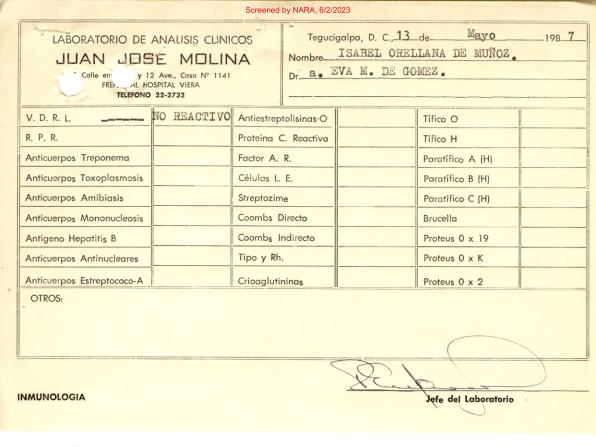 Screened by NARA, 6/2/2023
LABORATORIO DE ANALISIS CLINICOS
JUAN JOSE MOLINA
Calle en y 12 Ave., Casa Nº 1141
FRENTE AL HOSPITAL VIERA
TELEFONO 22-2732
Tegucigalpa, D. C., 13 de Mayo 1987
Nombre ISABEL ORELLANA DE MUÑOZ.
Dr. a. EVA M. DE GOMEZ.
V. D. R. L. ----- NO REACTIVO Antiestreptolisinas-O Tífico O
R. P. R. Proteina C. Reactiva Tífico H
Anticuerpos Treponema Factor A. R. Paratífico A (H)
Anticuerpos Toxoplasmosis Células L. E. Paratífico B (H)
Anticuerpos Amibiasis Streptozime Paratífico C (H)
Anticuerpos Mononucleosis Coombs Directo Brucella
Antigeno Hepatitis B Coombs Indirecto Proteus 0 x 19
Anticuerpos Antinucleares Tipo y Rh. Proteus 0 x K
Anticuerpos Estreptococo-A Crioaglutininas Proteus 0 x 2
OTROS:
INMUNOLOGIA
Jefe del Laboratorio